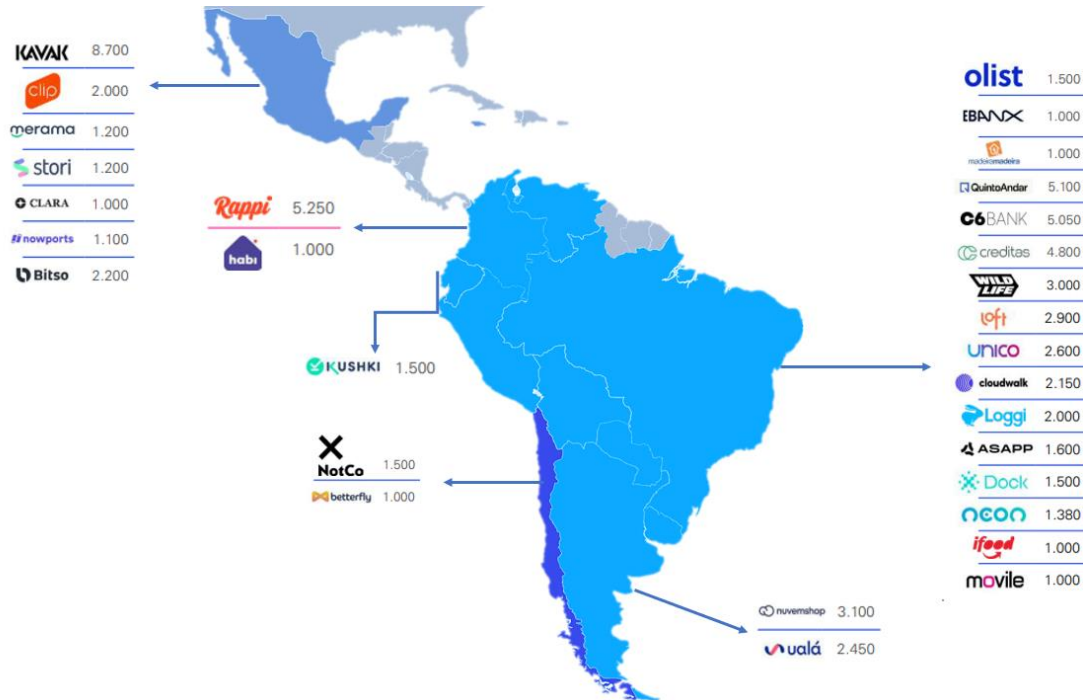 KAVAK 8.700
clip 2.000
merama 1.200
stori 1.200
CLARA 1.000
nowports 1.100
Bitso 2.200
Rappi 5.250
habi 1.000
KUSHKI 1.500
NotCo 1.500
betterfly 1.000
nuvemshop 3.100
ualá 2.450
olist 1.500
EBANX 1.000
madeiramadeira 1.000
QuintoAndar 5.100
C6BANK 5.050
creditas 4.800
WILD LIFE 3.000
loft 2.900
unico 2.600
cloudwalk 2.150
Loggi 2.000
ASAPP 1.600
Dock 1.500
neon 1.380
ifood 1.000
movile 1.000